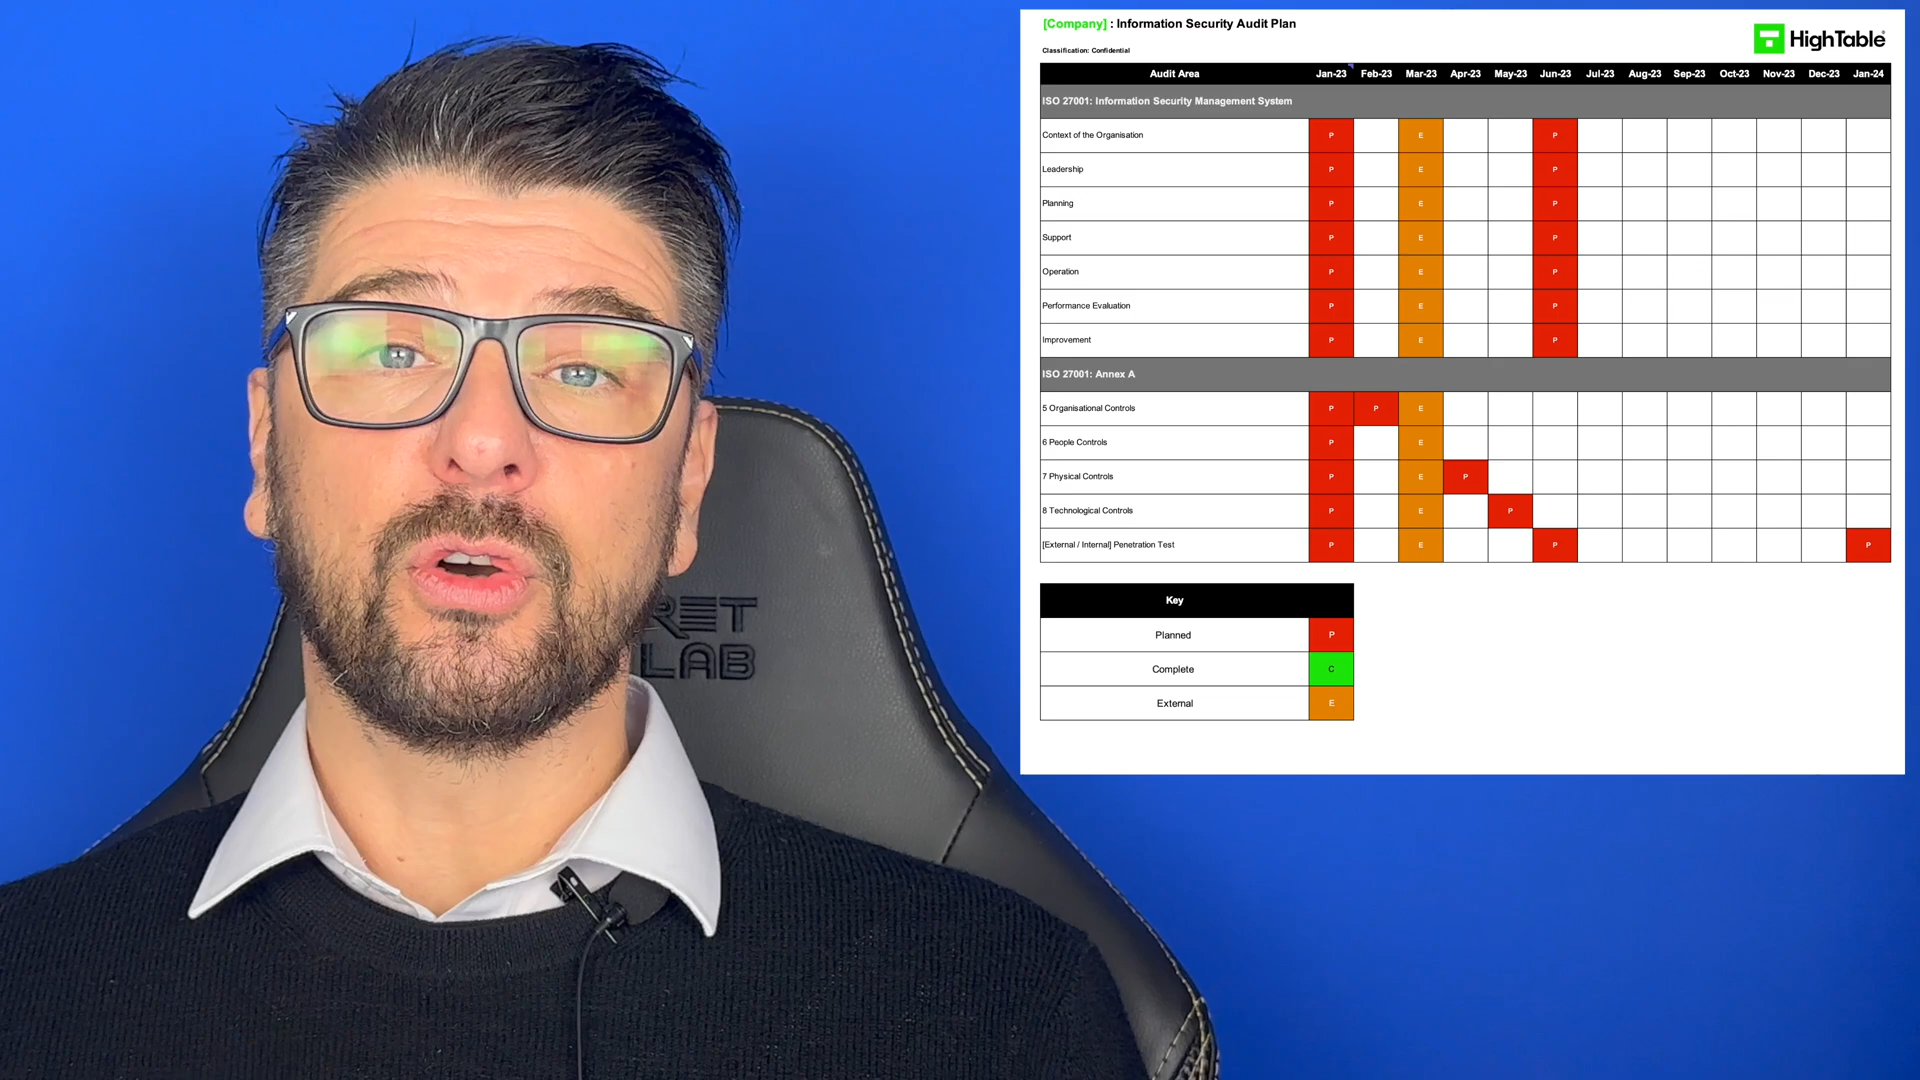 [Company] : Information Security Audit Plan
HighTable
Classification: Confidential
Audit Area Jan-23 Feb-23 Mar-23 Apr-23 May-23 Jun-23 Jul-23 Aug-23 Sep-23 Oct-23 Nov-23 Dec-23 Jan-24
ISO 27001: Information Security Management System
Context of the Organisation P E P
Leadership P E P
Planning P E P
Support P E P
Operation P E P
Performance Evaluation P E P
Improvement P E P
ISO 27001: Annex A
5 Organisational Controls P P E
6 People Controls P E
7 Physical Controls P E P
8 Technological Controls P E P
[External / Internal] Penetration Test P E P P
Key
Planned P
Complete C
External E
RET
LAB